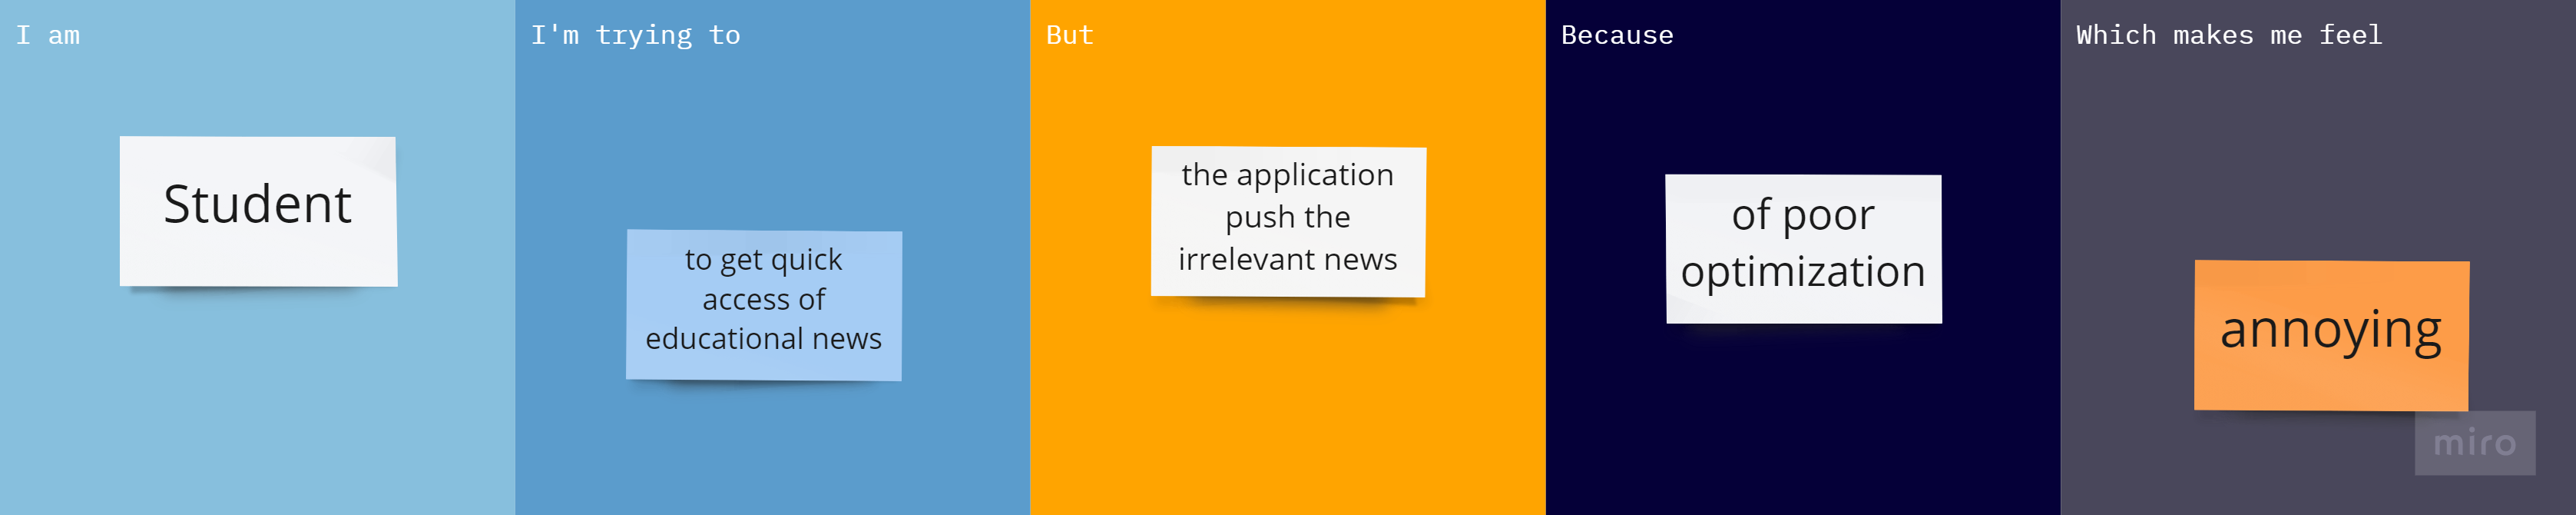 I am
Student
I'm trying to
to get quick
access of
educational news
But
the application
push the
irrelevant news
Because
of poor
optimization
Which makes me feel
annoying
miro